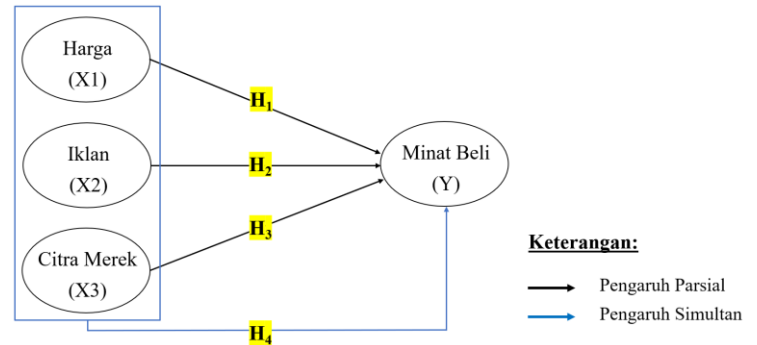 Harga
(X1)
Iklan
(X2)
Citra Merek
(X3)
H₁
H₂
H₃
H₄
Minat Beli
(Y)
Keterangan:
Pengaruh Parsial
Pengaruh Simultan